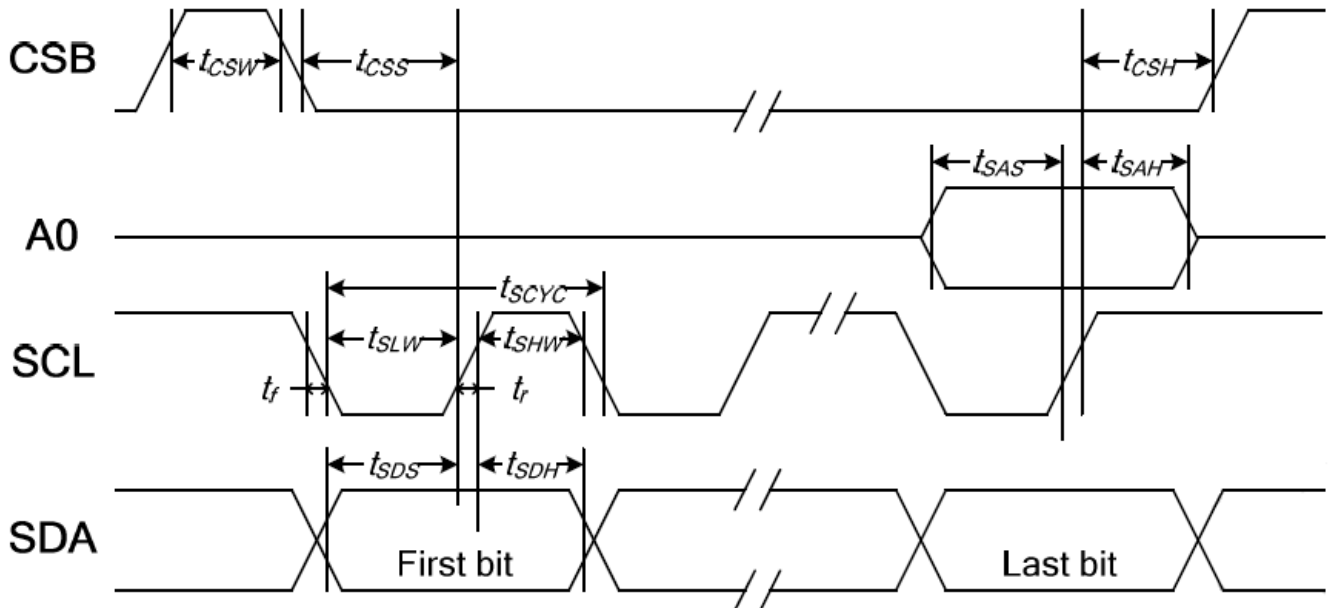 CSB
tCSW
tCSS
tCSH
A0
tSAS
tSAH
SCL
tSCYC
tSLW
tSHW
tf
tr
SDA
tSDS
tSDH
First bit
Last bit